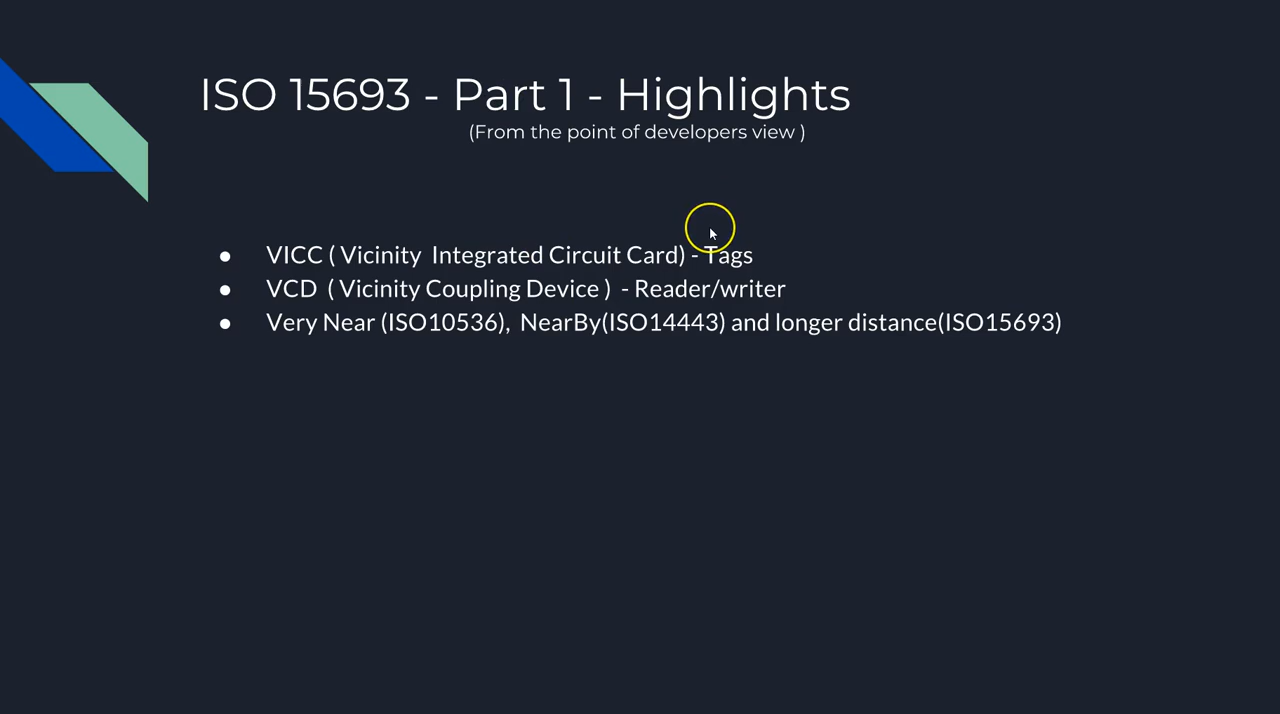 ISO 15693 - Part 1 - Highlights
(From the point of developers view )
● VICC ( Vicinity Integrated Circuit Card) - Tags
● VCD ( Vicinity Coupling Device ) - Reader/writer
● Very Near (ISO10536), NearBy(ISO14443) and longer distance(ISO15693)